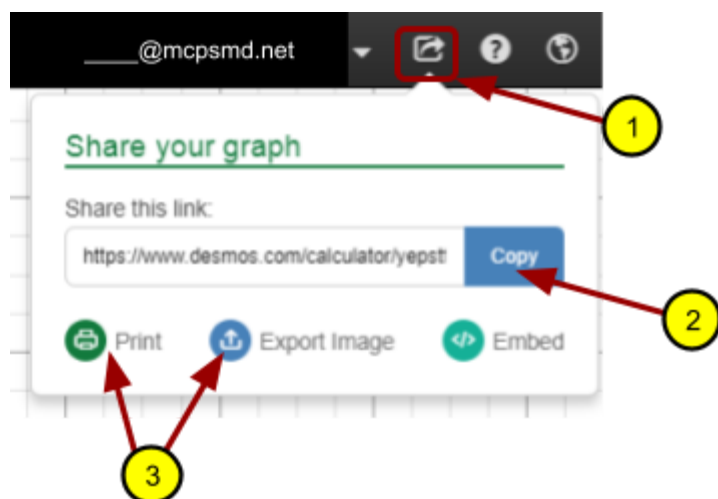 ____@mcpsmd.net
1
Share your graph
Share this link:
https://www.desmos.com/calculator/yepstt Copy
2
Print Export Image Embed
3